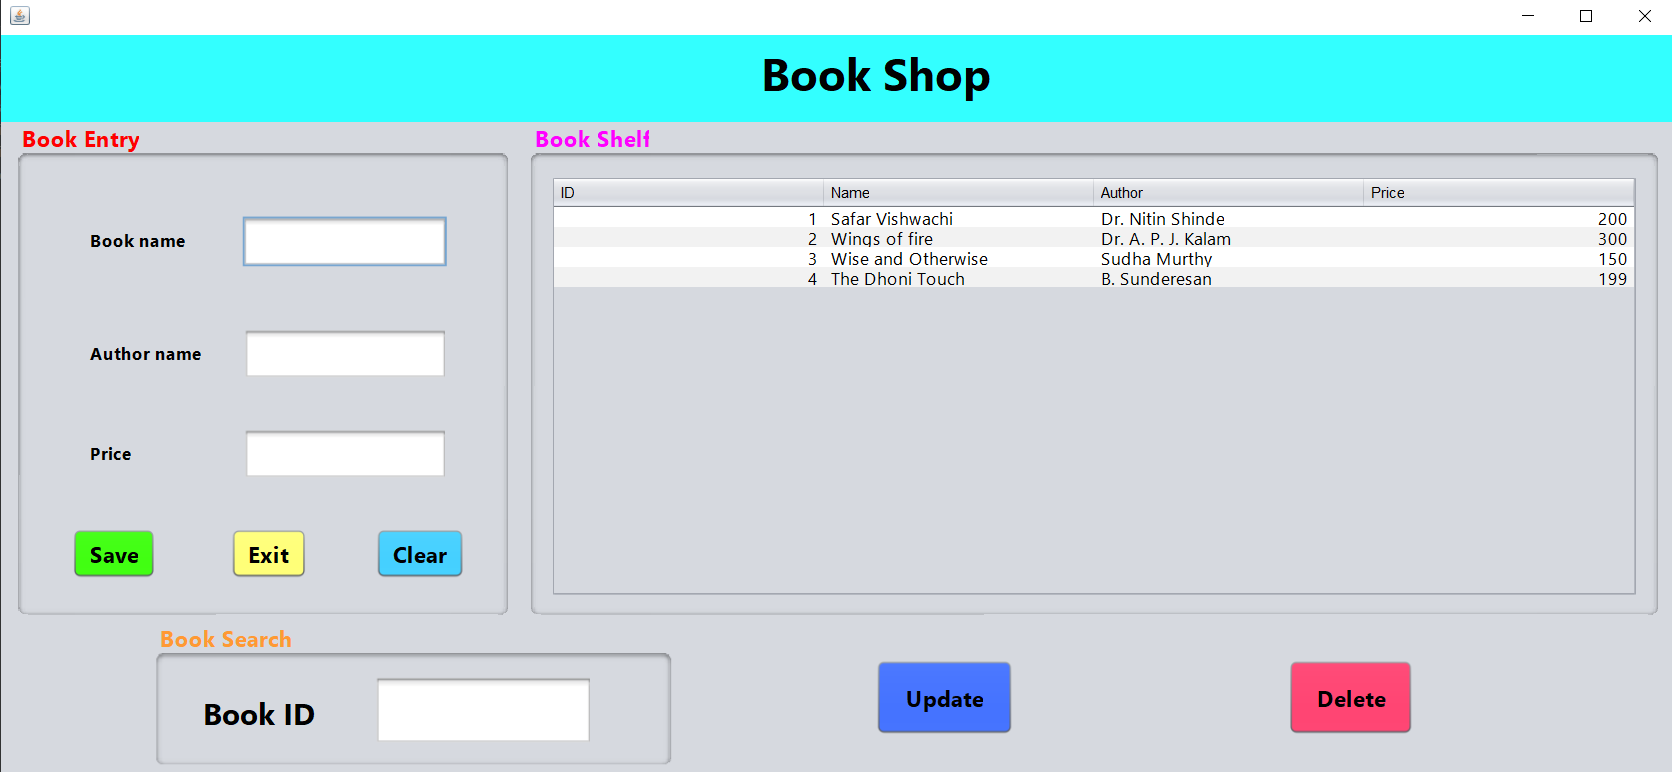 Book Shop
Book Entry
Book name
Author name
Price
Save Exit Clear
Book Shelf
ID Name Author Price
1 Safar Vishwachi Dr. Nitin Shinde 200
2 Wings of fire Dr. A. P. J. Kalam 300
3 Wise and Otherwise Sudha Murthy 150
4 The Dhoni Touch B. Sunderesan 199
Book Search
Book ID
Update Delete